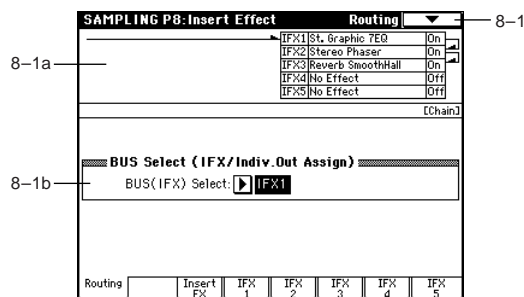 SAMPLING P8:Insert Effect Routing
8–1
IFX1 St. Graphic 7EQ On
IFX2 Stereo Phaser On
8–1a
IFX3 Reverb SmoothHall On
IFX4 No Effect Off
IFX5 No Effect Off
[Chain]
BUS Select (IFX/Indiv.Out Assign)
8–1b
BUS(IFX) Select: IFX1
Routing Insert FX IFX 1 IFX 2 IFX 3 IFX 4 IFX 5